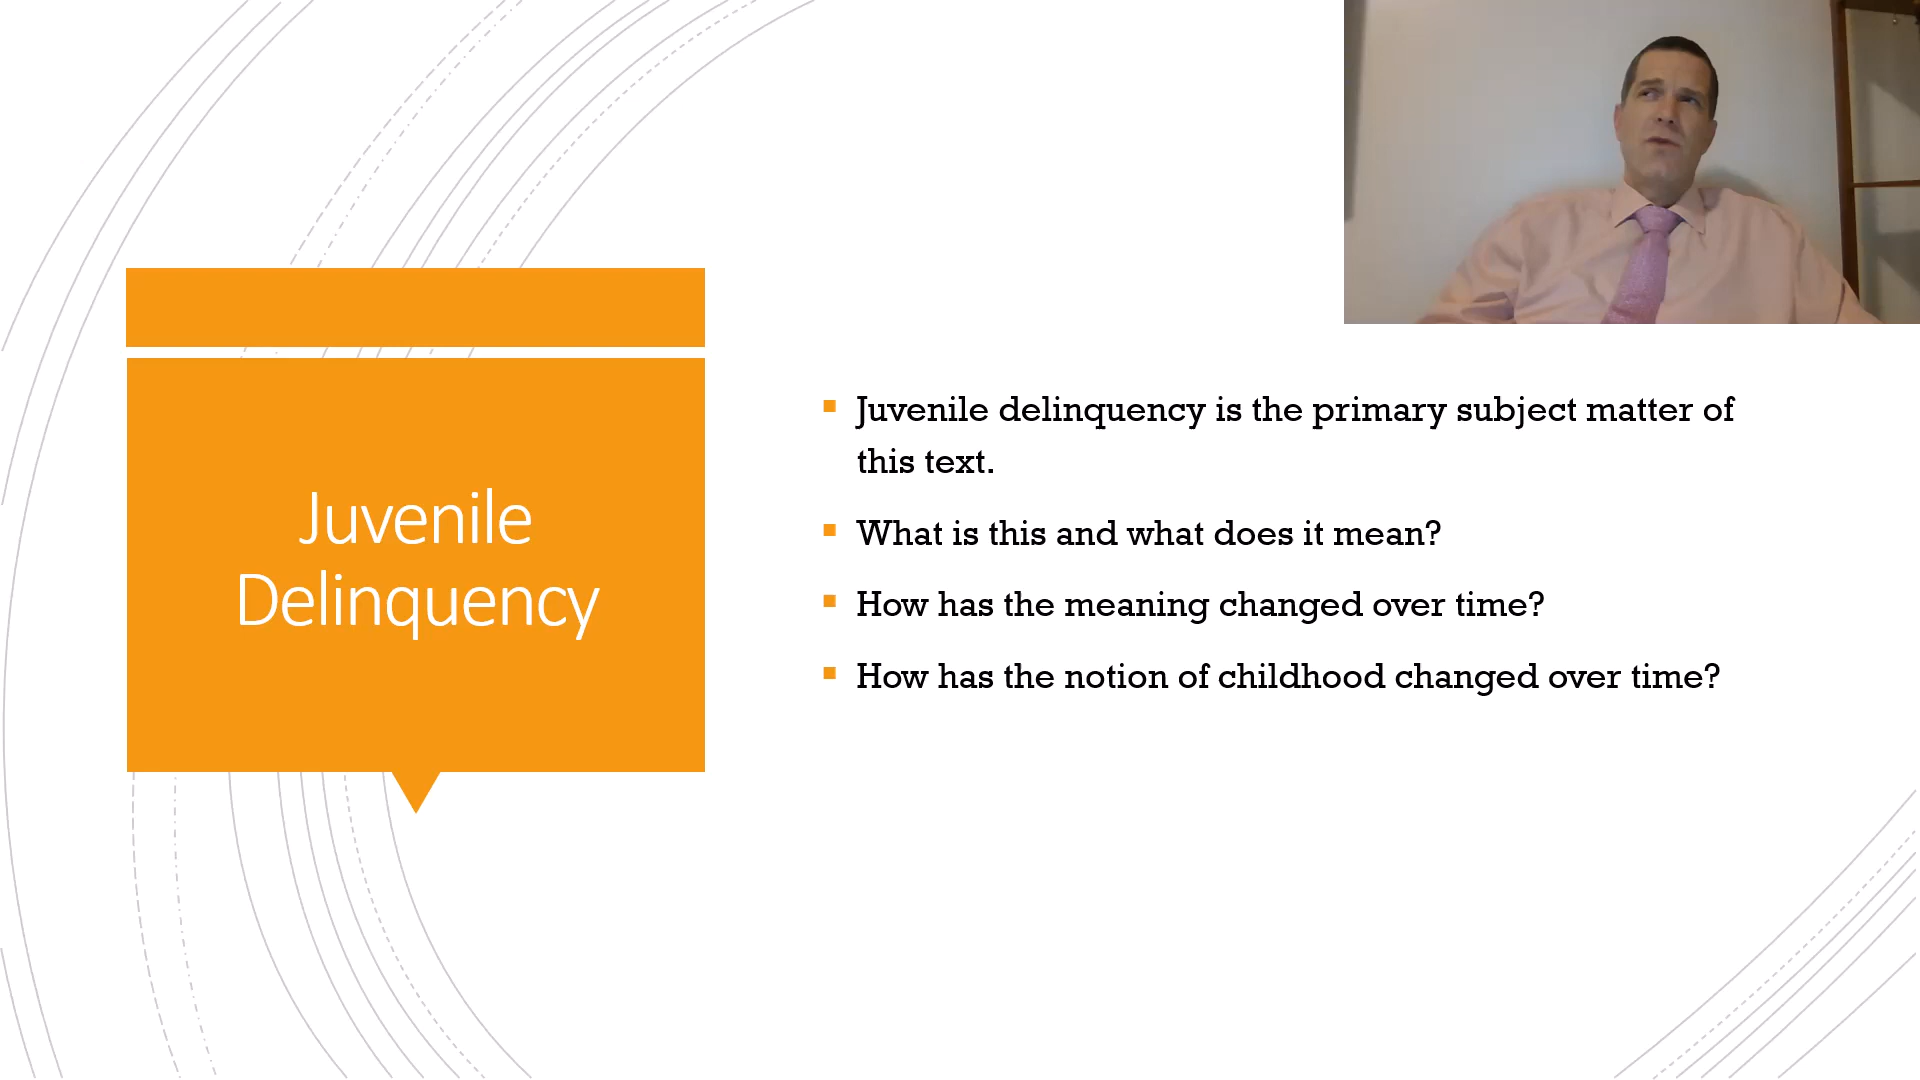 Juvenile
Delinquency
Juvenile delinquency is the primary subject matter of
this text.
What is this and what does it mean?
How has the meaning changed over time?
How has the notion of childhood changed over time?